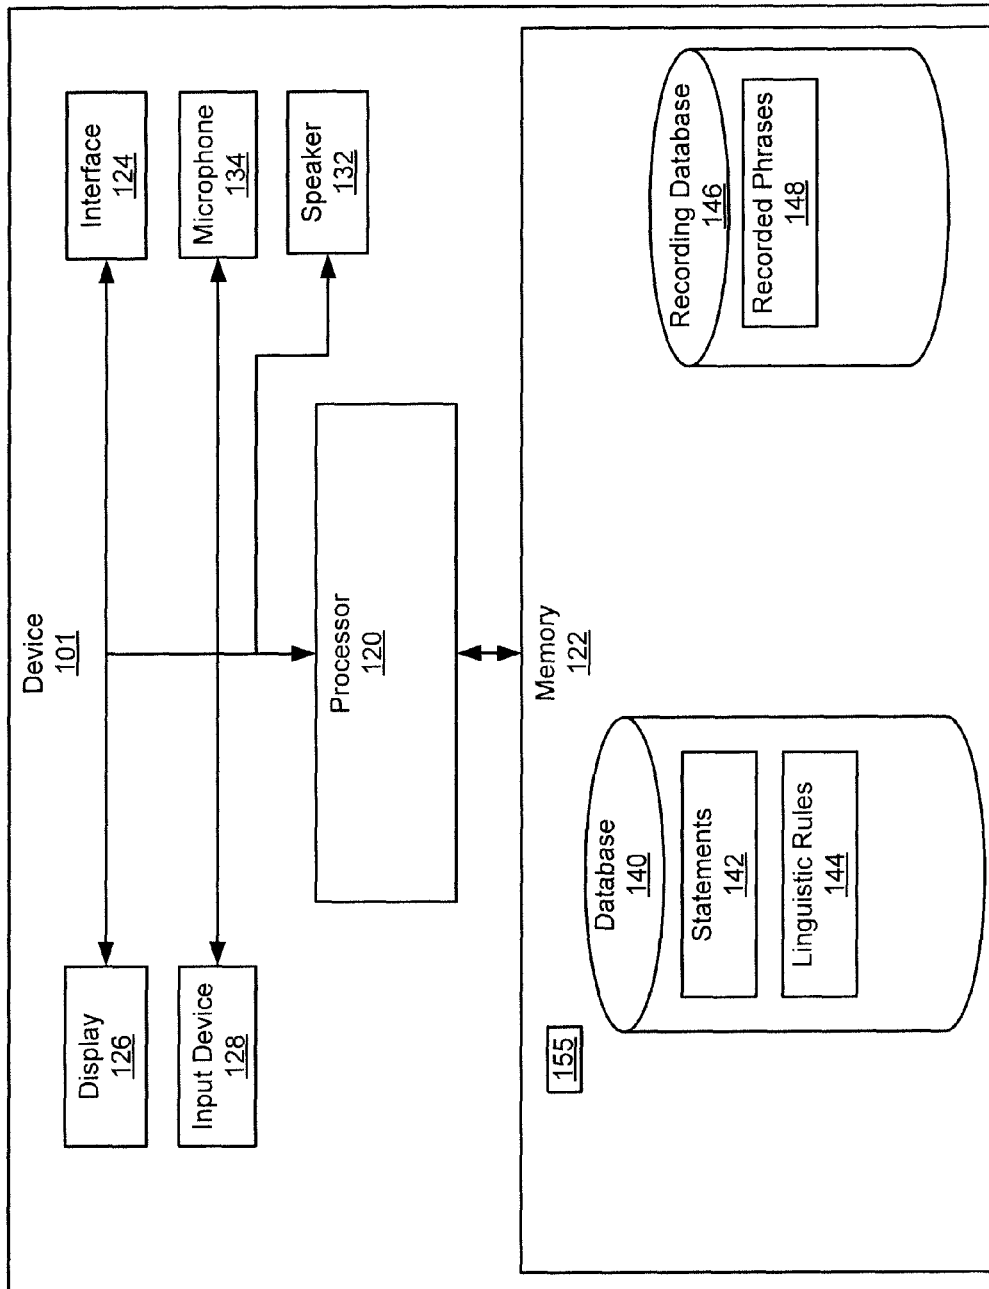 Device
101
Display
126
Interface
124
Input Device
128
Microphone
134
Speaker
132
Processor
120
Memory
122
155
Database
140
Statements
142
Linguistic Rules
144
Recording Database
146
Recorded Phrases
148